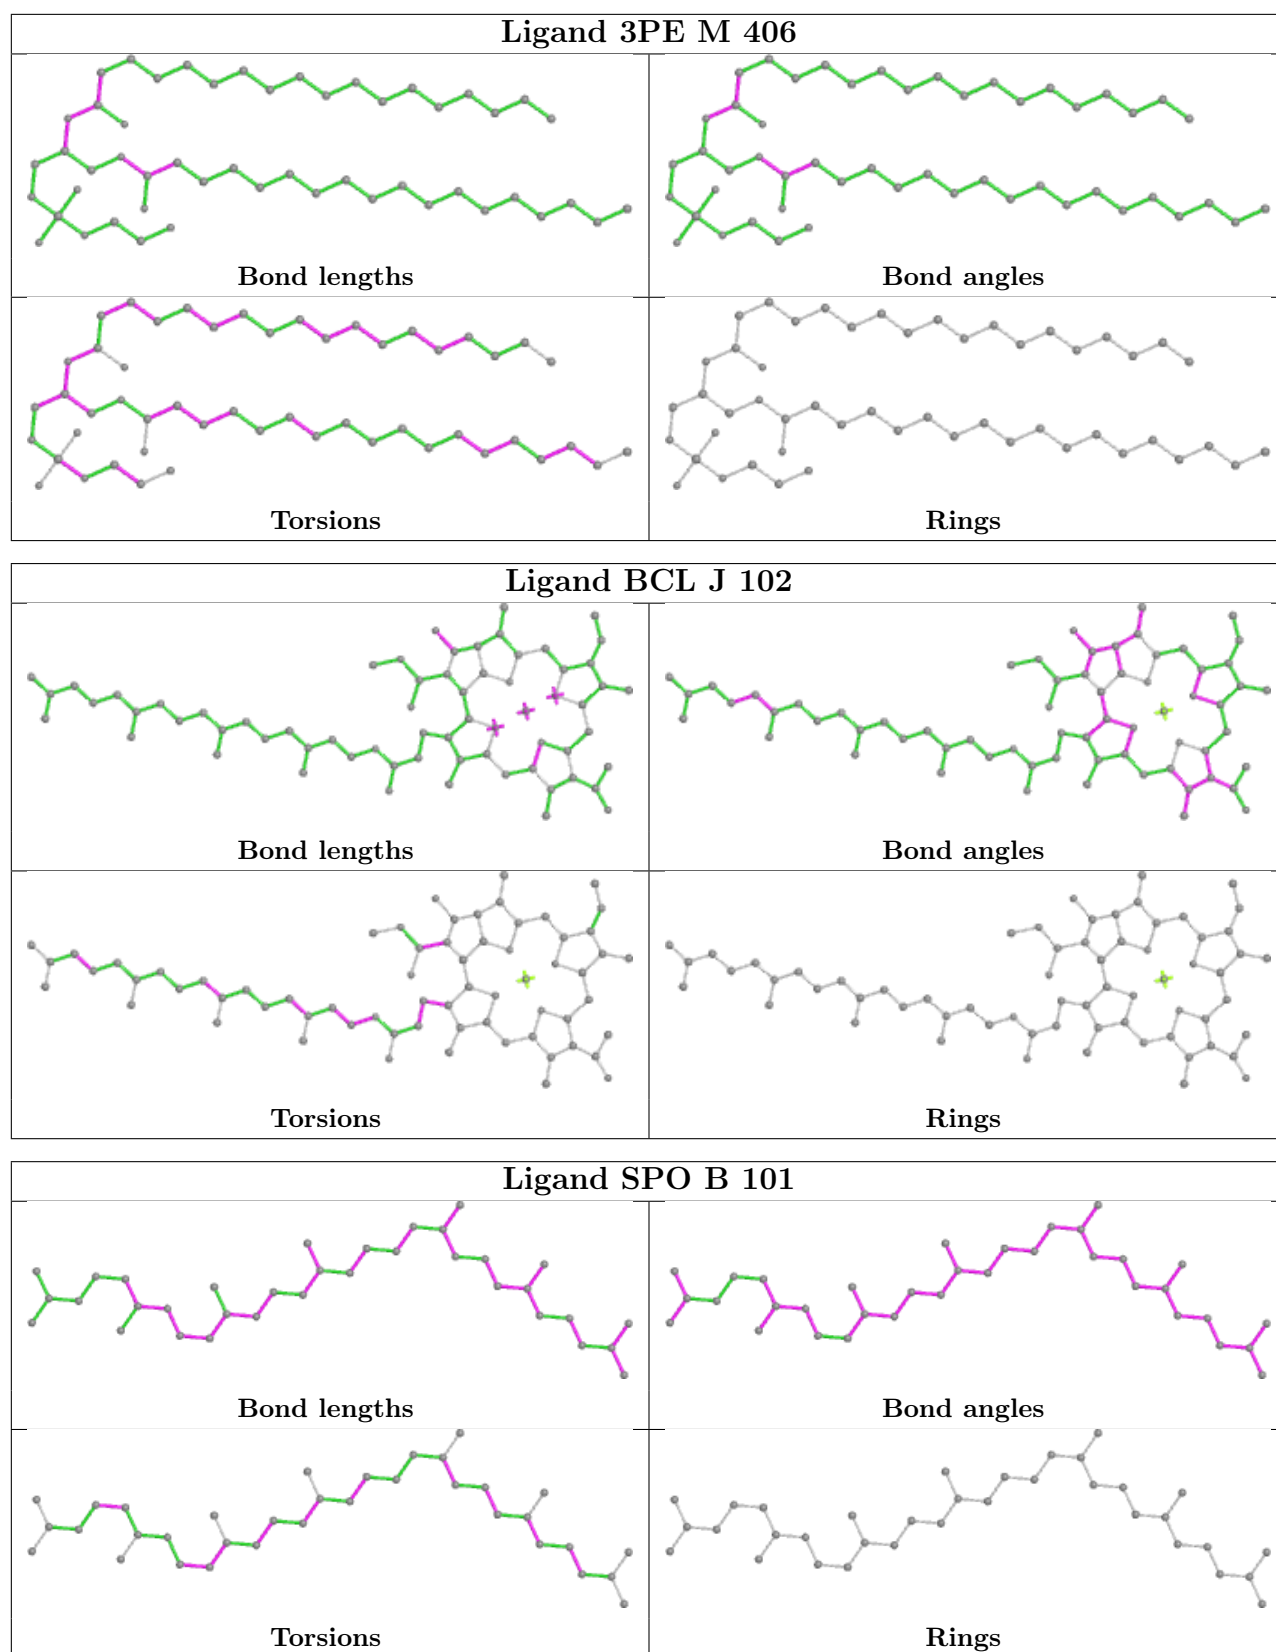 Ligand 3PE M 406
Bond lengths
Bond angles
Torsions
Rings
Ligand BCL J 102
Bond lengths
Bond angles
Torsions
Rings
Ligand SPO B 101
Bond lengths
Bond angles
Torsions
Rings